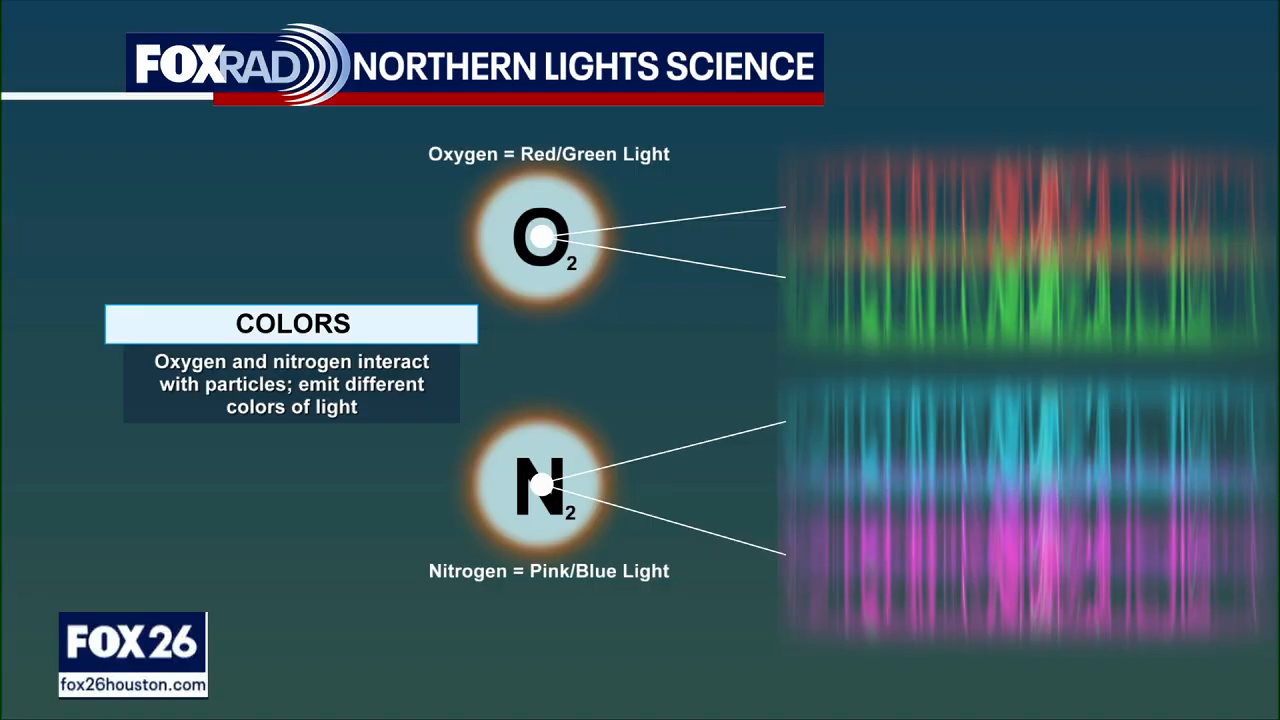 FOXRAD NORTHERN LIGHTS SCIENCE
Oxygen = Red/Green Light
O2
COLORS
Oxygen and nitrogen interact
with particles; emit different
colors of light
N2
Nitrogen = Pink/Blue Light
FOX 26
fox26houston.com